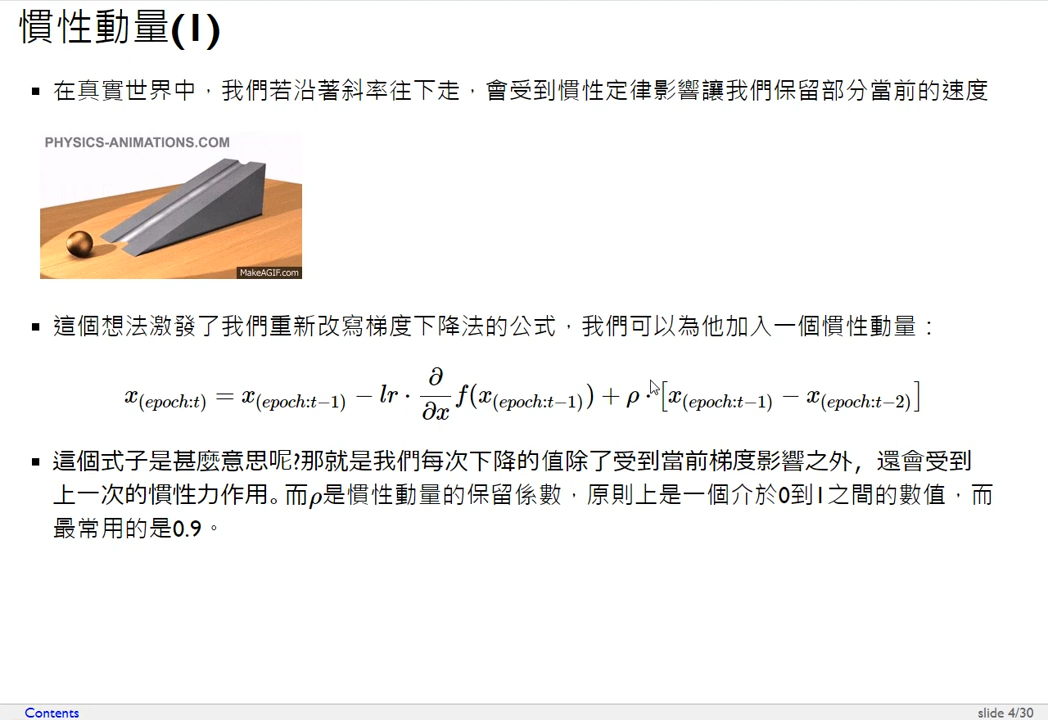 慣性動量(1)
▪ 在真實世界中，我們若沿著斜率往下走，會受到慣性定律影響讓我們保留部分當前的速度
PHYSICS-ANIMATIONS.COM
MakeAGIF.com
▪ 這個想法激發了我們重新改寫梯度下降法的公式，我們可以為他加入一個慣性動量：
x_{(epoch:t)} = x_{(epoch:t−1)} − lr · \frac{∂}{∂x} f(x_{(epoch:t−1)}) + ρ · [x_{(epoch:t−1)} − x_{(epoch:t−2)}]
▪ 這個式子是甚麼意思呢?那就是我們每次下降的值除了受到當前梯度影響之外，還會受到
上一次的慣性力作用。而ρ是慣性動量的保留係數，原則上是一個介於0到1之間的數值，而
最常用的是0.9。
Contents
slide 4/30